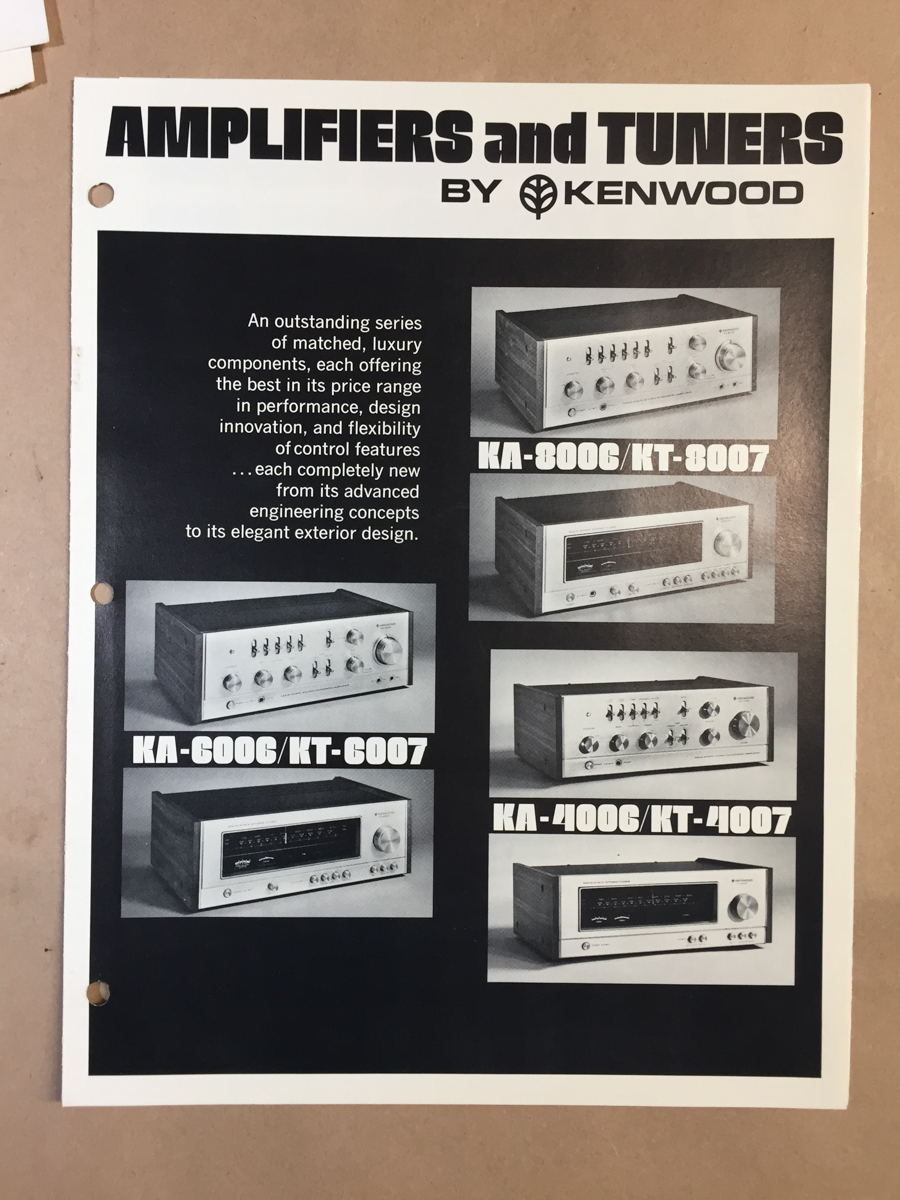 AMPLIFIERS and TUNERS
BY KENWOOD
An outstanding series
of matched, luxury
components, each offering
the best in its price range
in performance, design
innovation, and flexibility
of control features
...each completely new
from its advanced
engineering concepts
to its elegant exterior design.
KA-8006/KT-8007
KA-6006/KT-6007
KA-4006/KT-4007